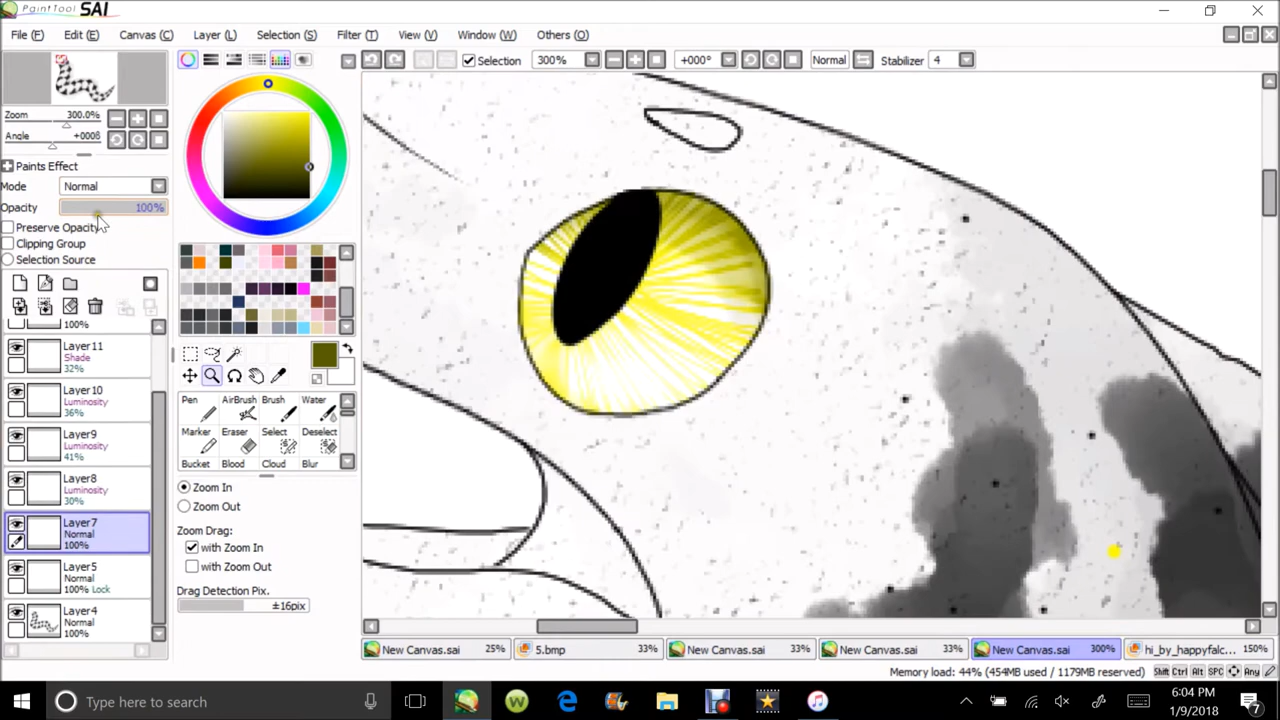 PaintTool SAI
File (F) Edit (E) Canvas (C) Layer (L) Selection (S) Filter (T) View (V) Window (W) Others (O)
Selection 300% +000° Normal Stabilizer 4
Zoom 300.0%
Angle +000δ
Paints Effect
Mode Normal
Opacity 100%
Preserve Opacity
Clipping Group
Selection Source
100%
Layer11
Shade
32%
Layer10
Luminosity
36%
Layer9
Luminosity
41%
Layer8
Luminosity
30%
Layer7
Normal
100%
Layer5
Normal
100% Lock
Layer4
Normal
100%
Pen AirBrush Brush Water
Marker Eraser Select Deselect
Bucket Blood Cloud Blur
Zoom In
Zoom Out
Zoom Drag:
with Zoom In
with Zoom Out
Drag Detection Pix.
±16pix
New Canvas.sai 25% 5.bmp 33% New Canvas.sai 33% New Canvas.sai 33% New Canvas.sai 300% hi_by_happyfalc... 150%
Memory load: 44% (454MB used / 1179MB reserved) Shift Ctrl Alt SPC Any
Type here to search
6:04 PM
1/9/2018
7